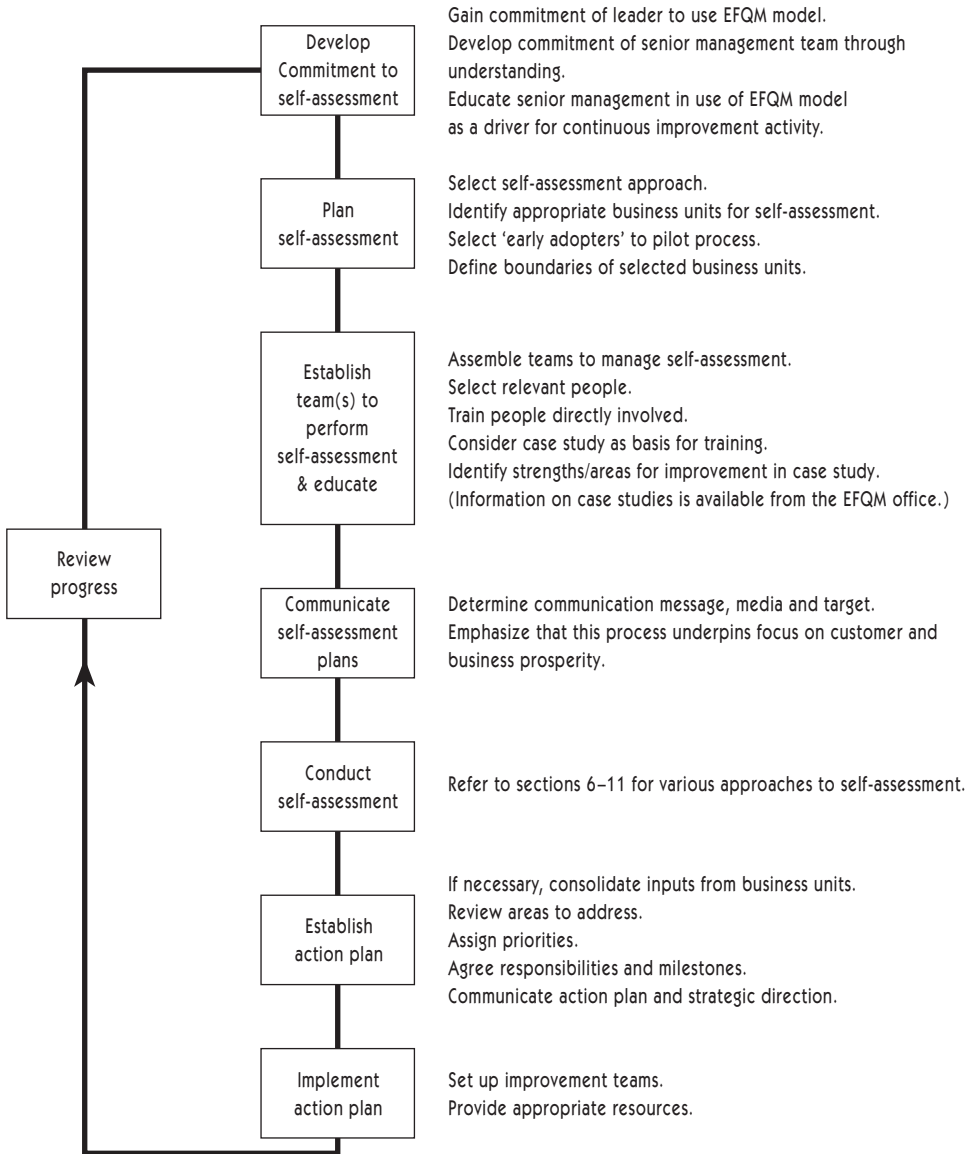 Develop
Commitment to
self-assessment
Gain commitment of leader to use EFQM model.
Develop commitment of senior management team through
understanding.
Educate senior management in use of EFQM model
as a driver for continuous improvement activity.
Plan
self-assessment
Select self-assessment approach.
Identify appropriate business units for self-assessment.
Select ‘early adopters’ to pilot process.
Define boundaries of selected business units.
Establish
team(s) to
perform
self-assessment
& educate
Assemble teams to manage self-assessment.
Select relevant people.
Train people directly involved.
Consider case study as basis for training.
Identify strengths/areas for improvement in case study.
(Information on case studies is available from the EFQM office.)
Review
progress
Communicate
self-assessment
plans
Determine communication message, media and target.
Emphasize that this process underpins focus on customer and
business prosperity.
Conduct
self-assessment
Refer to sections 6–11 for various approaches to self-assessment.
Establish
action plan
If necessary, consolidate inputs from business units.
Review areas to address.
Assign priorities.
Agree responsibilities and milestones.
Communicate action plan and strategic direction.
Implement
action plan
Set up improvement teams.
Provide appropriate resources.